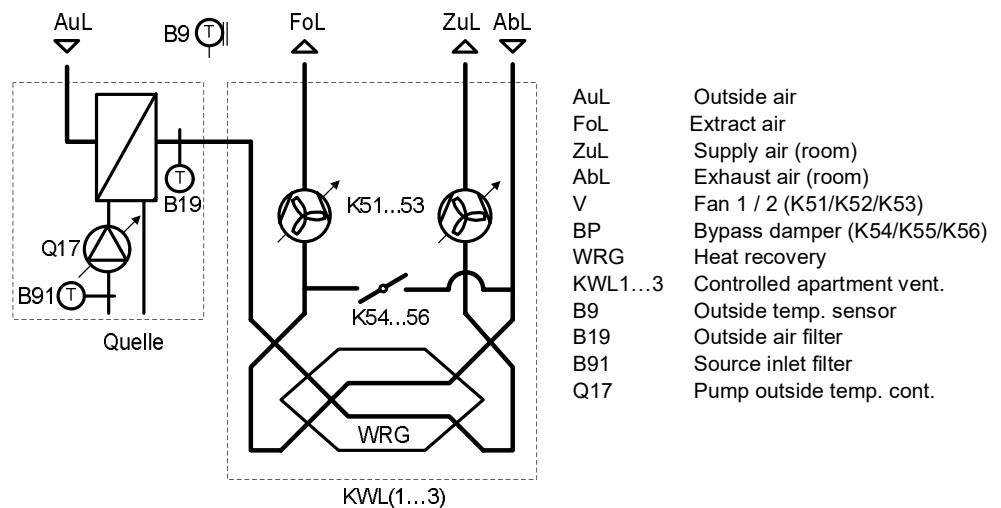 AuL
B9 T
FoL
ZuL AbL
T
B19
K51...53
Q17
B91 T
Quelle
K54...56
WRG
KWL(1...3)
AuL Outside air
FoL Extract air
ZuL Supply air (room)
AbL Exhaust air (room)
V Fan 1 / 2 (K51/K52/K53)
BP Bypass damper (K54/K55/K56)
WRG Heat recovery
KWL1...3 Controlled apartment vent.
B9 Outside temp. sensor
B19 Outside air filter
B91 Source inlet filter
Q17 Pump outside temp. cont.